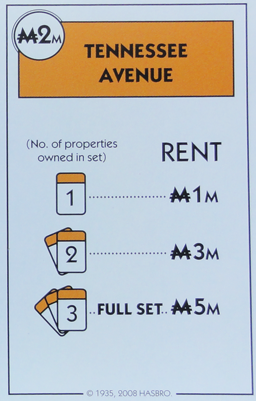 ₩2M
TENNESSEE
AVENUE
(No. of properties
owned in set)
RENT
1 ₩1M
2 ₩3M
3 ..FULL SET.. ₩5M
© 1935, 2008 HASBRO.